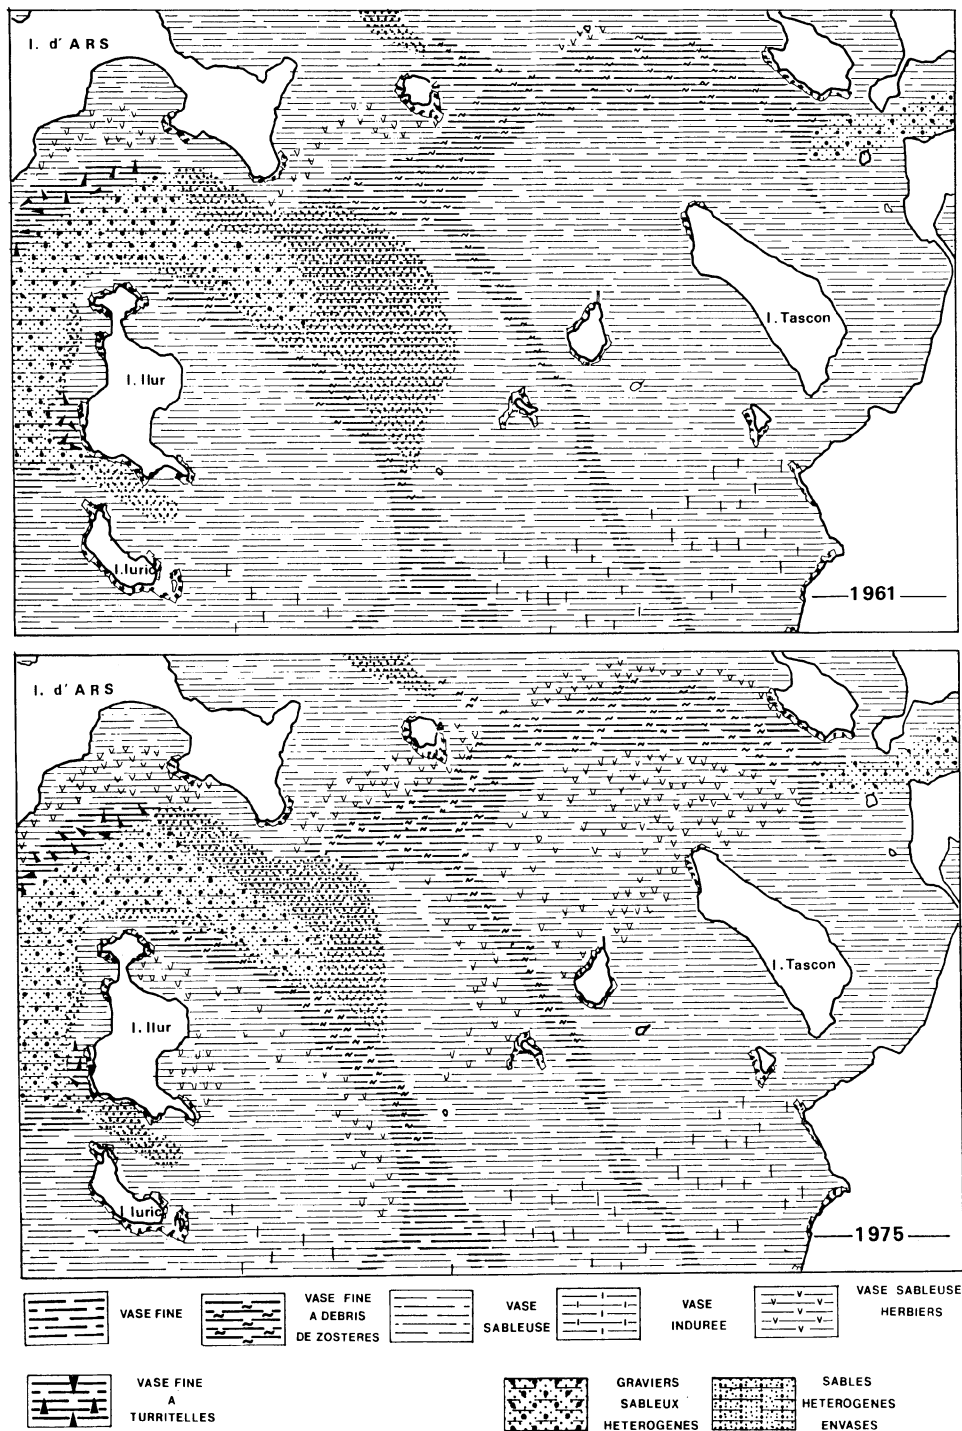 I. d' ARS
I. Tascon
I. Ilur
I. Iuric
1961
I. d' ARS
I. Tascon
I. Ilur
I. Iuric
1975
VASE FINE
VASE FINE
A DEBRIS
DE ZOSTERES
VASE
SABLEUSE
VASE
INDUREE
VASE SABLEUSE
HERBIERS
VASE FINE
A
TURRITELLES
GRAVIERS
SABLEUX
HETEROGENES
SABLES
HETEROGENES
ENVASES